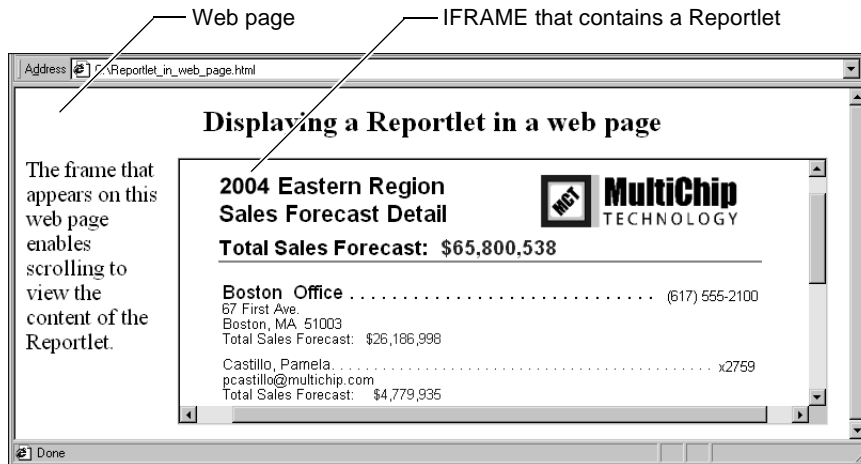 Web page
IFRAME that contains a Reportlet
Address C:\Reportlet_in_web_page.html
Displaying a Reportlet in a web page
The frame that
appears on this
web page
enables
scrolling to
view the
content of the
Reportlet.
2004 Eastern Region
Sales Forecast Detail
MCT
MultiChip
TECHNOLOGY
Total Sales Forecast: $65,800,538
Boston Office . . . . . . . . . . . . . . . . . . . . . . . . . . . . . . (617) 555-2100
67 First Ave.
Boston, MA 51003
Total Sales Forecast: $26,186,998
Castillo, Pamela. . . . . . . . . . . . . . . . . . . . . . . . . . . . . . . . . . . . . . . . . x2759
pcastillo@multichip.com
Total Sales Forecast: $4,779,935
Done